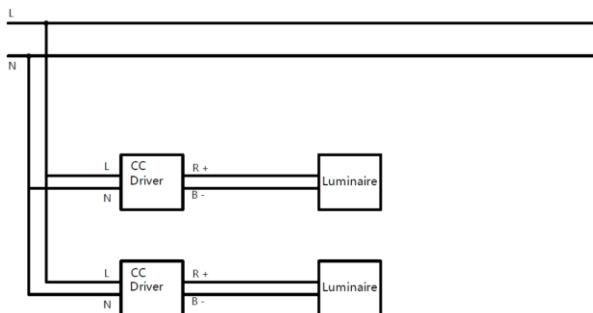 L
N
L
CC
Driver
R +
Luminaire
N
B -
L
CC
Driver
R +
Luminaire
N
B -